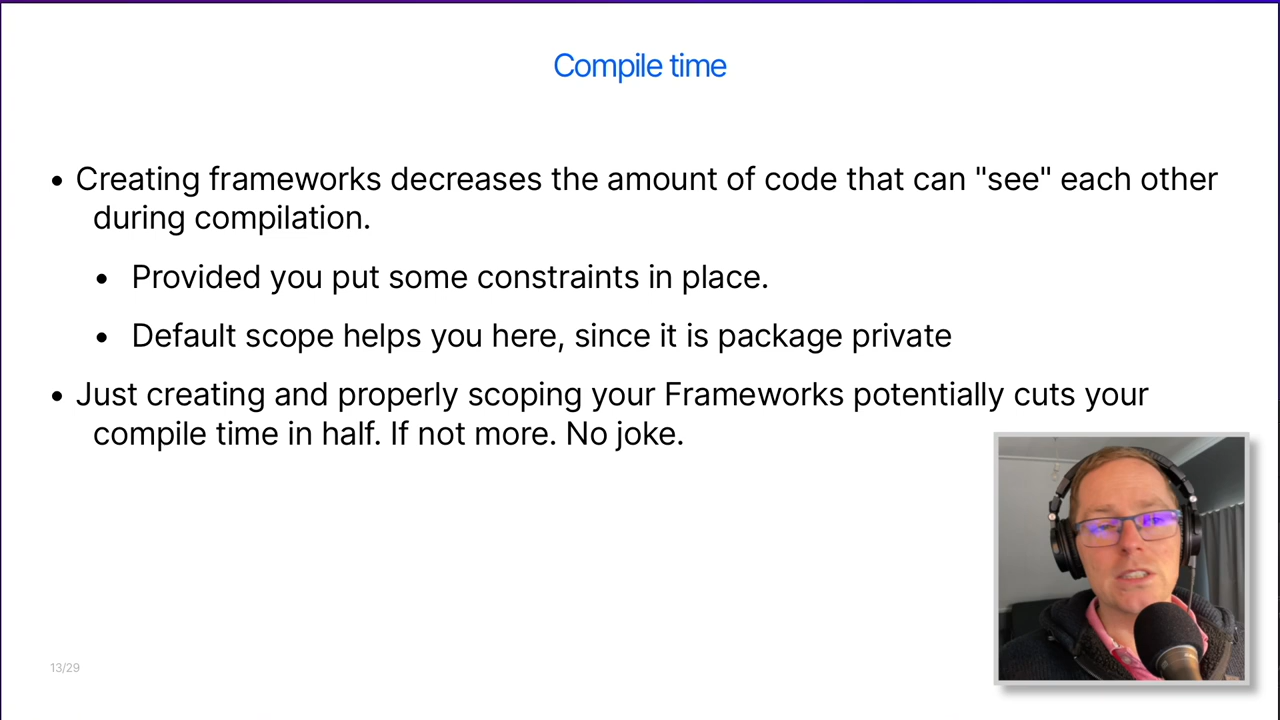 Compile time
• Creating frameworks decreases the amount of code that can "see" each other
during compilation.
• Provided you put some constraints in place.
• Default scope helps you here, since it is package private
• Just creating and properly scoping your Frameworks potentially cuts your
compile time in half. If not more. No joke.
13/29